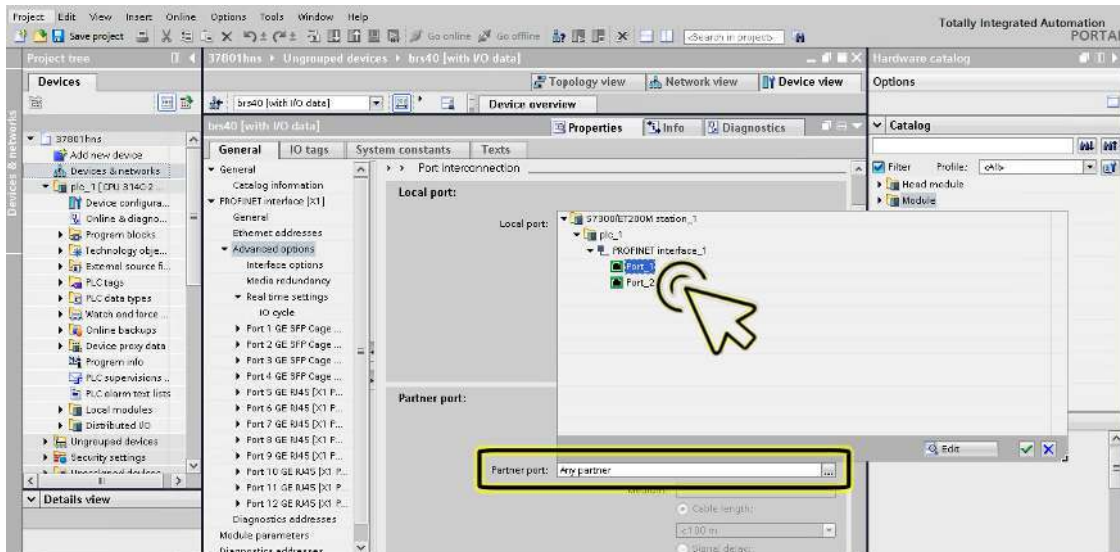 Project Edit View Insert Online Options Tools Window Help
Totally Integrated Automation
PORTAL
Save project
Go online
Go offline
<Search in project>
Project tree
37801hns
Ungrouped devices
brs40 [with I/O data]
Hardware catalog
Devices
Topology view
Network view
Device view
Options
brs40 [with I/O data]
Device overview
Devices & networks
brs40 [with I/O data]
Properties
Info
Diagnostics
Catalog
37801hns
Add new device
Devices & networks
plc_1 [CPU 314C-2 ...
Device configura...
Online & diagno...
Program blocks
Technology obje...
External source fi...
PLC tags
PLC data types
Watch and force ...
Online backups
Device proxy data
Program info
PLC supervisions ...
PLC alarm text lists
Local modules
Distributed I/O
Ungrouped devices
Security settings
Details view
General
IO tags
System constants
Texts
General
Catalog information
PROFINET interface [X1]
General
Ethernet addresses
Advanced options
Interface options
Media redundancy
Real time settings
IO cycle
Port 1 GE SFP Cage ...
Port 2 GE SFP Cage ...
Port 3 GE SFP Cage ...
Port 4 GE SFP Cage ...
Port 5 GE RJ45 [X1 P...
Port 6 GE RJ45 [X1 P...
Port 7 GE RJ45 [X1 P...
Port 8 GE RJ45 [X1 P...
Port 9 GE RJ45 [X1 P...
Port 10 GE RJ45 [X1 P...
Port 11 GE RJ45 [X1 P...
Port 12 GE RJ45 [X1 P...
Diagnostics addresses
Module parameters
Diagnostics addresses
Port interconnection
Local port:
Local port:
S7300/ET200M station_1
plc_1
PROFINET interface_1
Port_1
Port_2
Edit
Partner port:
Partner port: Any partner ...
Medium:
Cable length:
<100 m
Signal delay:
Filter
Profile:
<All>
Head module
Module